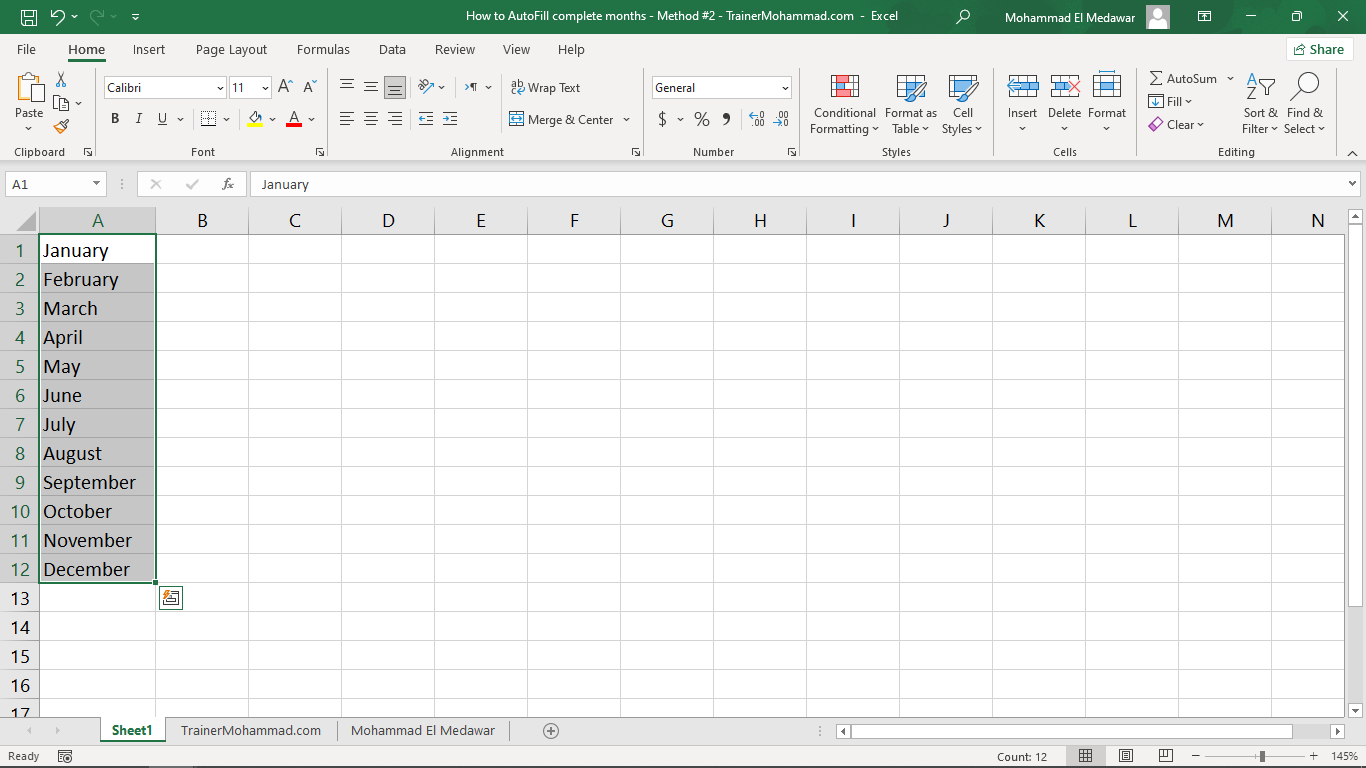 How to AutoFill complete months - Method #2 - TrainerMohammad.com - Excel
Mohammad El Medawar
File Home Insert Page Layout Formulas Data Review View Help
Share
Paste
Clipboard
Calibri 11
B I U A
Font
ab Wrap Text
Merge & Center
Alignment
General
$ % 9 .00 .00
Number
Conditional Formatting
Format as Table
Cell Styles
Styles
Insert Delete Format
Cells
AutoSum
Fill
Clear
Sort & Filter
Find & Select
Editing
A1 fx January
A B C D E F G H I J K L M N
1 January
2 February
3 March
4 April
5 May
6 June
7 July
8 August
9 September
10 October
11 November
12 December
13
14
15
16
17
Sheet1 TrainerMohammad.com Mohammad El Medawar
Ready Count: 12 145%